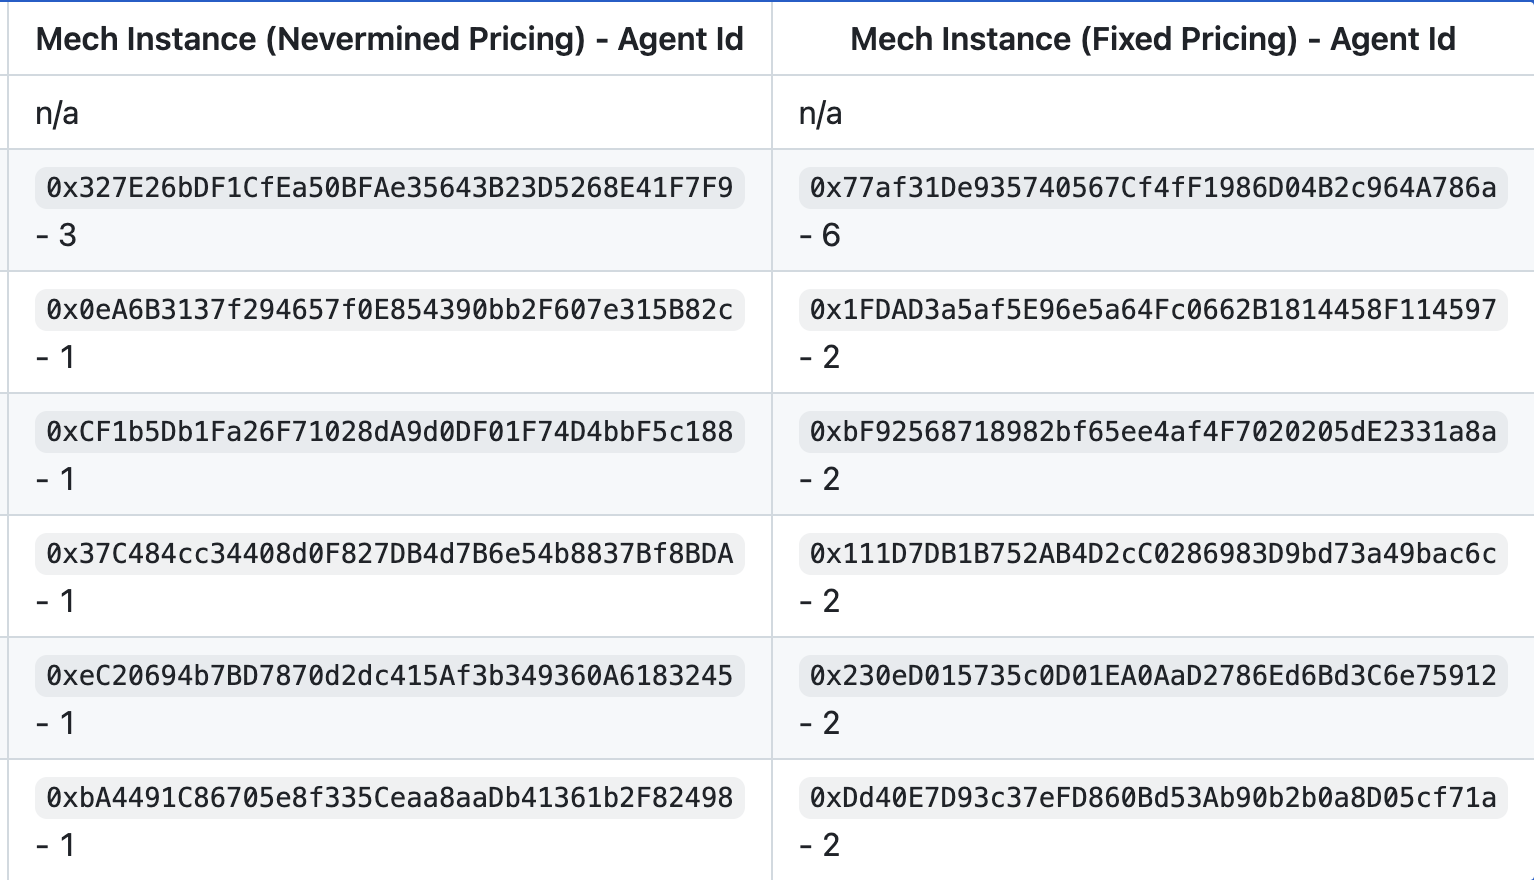 Mech Instance (Nevermined Pricing) - Agent Id
Mech Instance (Fixed Pricing) - Agent Id
n/a
n/a
0x327E26bDF1CfEa50BFAe35643B23D5268E41F7F9
- 3
0x77af31De935740567Cf4fF1986D04B2c964A786a
- 6
0x0eA6B3137f294657f0E854390bb2F607e315B82c
- 1
0x1FDAD3a5af5E96e5a64Fc0662B1814458F114597
- 2
0xCF1b5Db1Fa26F71028dA9d0DF01F74D4bbF5c188
- 1
0xbF92568718982bf65ee4af4F7020205dE2331a8a
- 2
0x37C484cc34408d0F827DB4d7B6e54b8837Bf8BDA
- 1
0x111D7DB1B752AB4D2cC0286983D9bd73a49bac6c
- 2
0xeC20694b7BD7870d2dc415Af3b349360A6183245
- 1
0x230eD015735c0D01EA0AaD2786Ed6Bd3C6e75912
- 2
0xbA4491C86705e8f335Ceaa8aaDb41361b2F82498
- 1
0xDd40E7D93c37eFD860Bd53Ab90b2b0a8D05cf71a
- 2